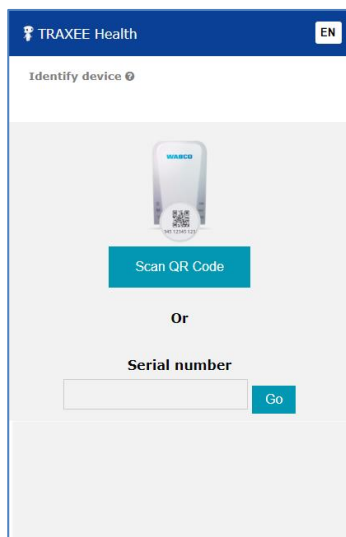 TRAXEE Health
EN
Identify device
WABCO
Scan QR Code
Or
Serial number
Go